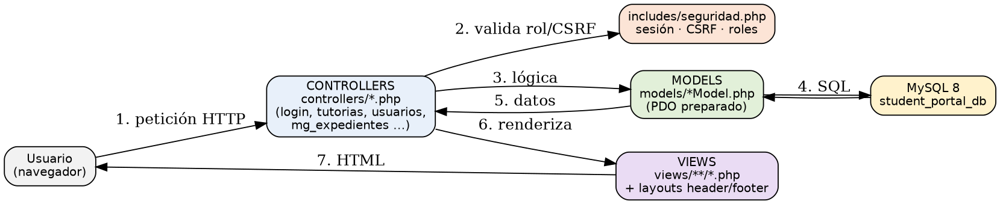 includes/seguridad.php
sesión · CSRF · roles
2. valida rol/CSRF
CONTROLLERS
controllers/*.php
(login, tutorias, usuarios,
mg_expedientes ...)
3. lógica
5. datos
MODELS
models/*Model.php
(PDO preparado)
4. SQL
MySQL 8
student_portal_db
1. petición HTTP
6. renderiza
Usuario
(navegador)
7. HTML
VIEWS
views/**/*.php
+ layouts header/footer